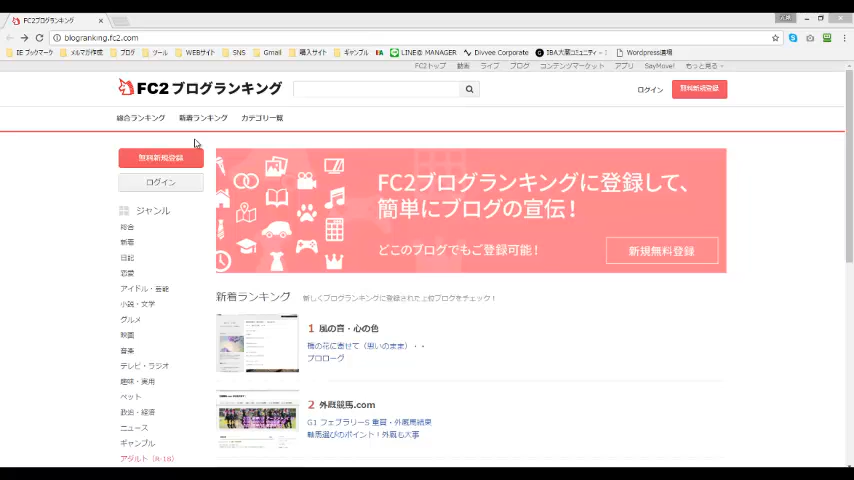 FC2ブログランキング
blogranking.fc2.com
IE ブックマーク メルマガ作成 ブログ ツール WEBサイト SNS Gmail 購入サイト ギャンブル LINE@ MANAGER Divvee Corporate Wordpress
FC2トップ 動画 ライブ ブログ コンテンツマーケット アプリ SayMove! もっと見る
FC2 ブログランキング
ログイン 無料新規登録
総合ランキング 新着ランキング カテゴリ一覧
無料新規登録
ログイン
ジャンル
総合
新着
日記
恋愛
アイドル・芸能
小説・文学
グルメ
映画
音楽
テレビ・ラジオ
趣味・実用
ペット
政治・経済
ニュース
ギャンブル
アダルト (R-18)
FC2ブログランキングに登録して、
簡単にブログの宣伝!
どこのブログでもご登録可能!
新規無料登録
新着ランキング 新しくブログランキングに登録された上位ブログをチェック!
1 風の音・心の色
の花に寄せて(思いのまま)・・
プロローグ
2 外厩競馬.com
G1 フェブラリーS 重賞・外厩馬結果
軸馬選びのポイント!外厩も大事